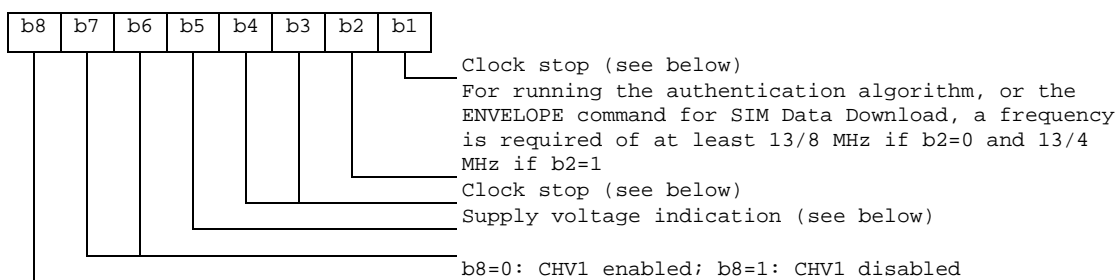 b8 b7 b6 b5 b4 b3 b2 b1
Clock stop (see below)
For running the authentication algorithm, or the
ENVELOPE command for SIM Data Download, a frequency
is required of at least 13/8 MHz if b2=0 and 13/4
MHz if b2=1
Clock stop (see below)
Supply voltage indication (see below)
b8=0: CHV1 enabled; b8=1: CHV1 disabled